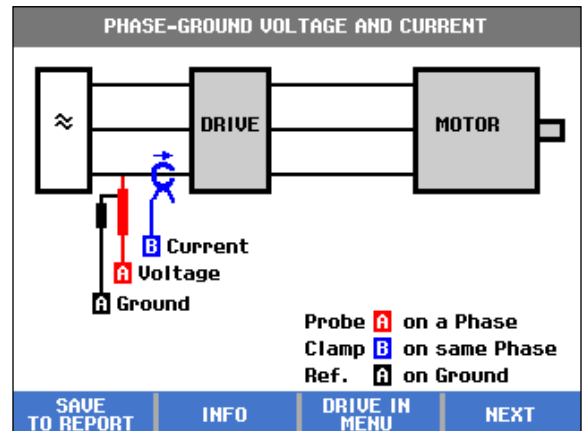 PHASE-GROUND VOLTAGE AND CURRENT
≈
DRIVE
MOTOR
B Current
A Voltage
A Ground
Probe A on a Phase
Clamp B on same Phase
Ref. A on Ground
SAVE
TO REPORT
INFO
DRIVE IN
MENU
NEXT